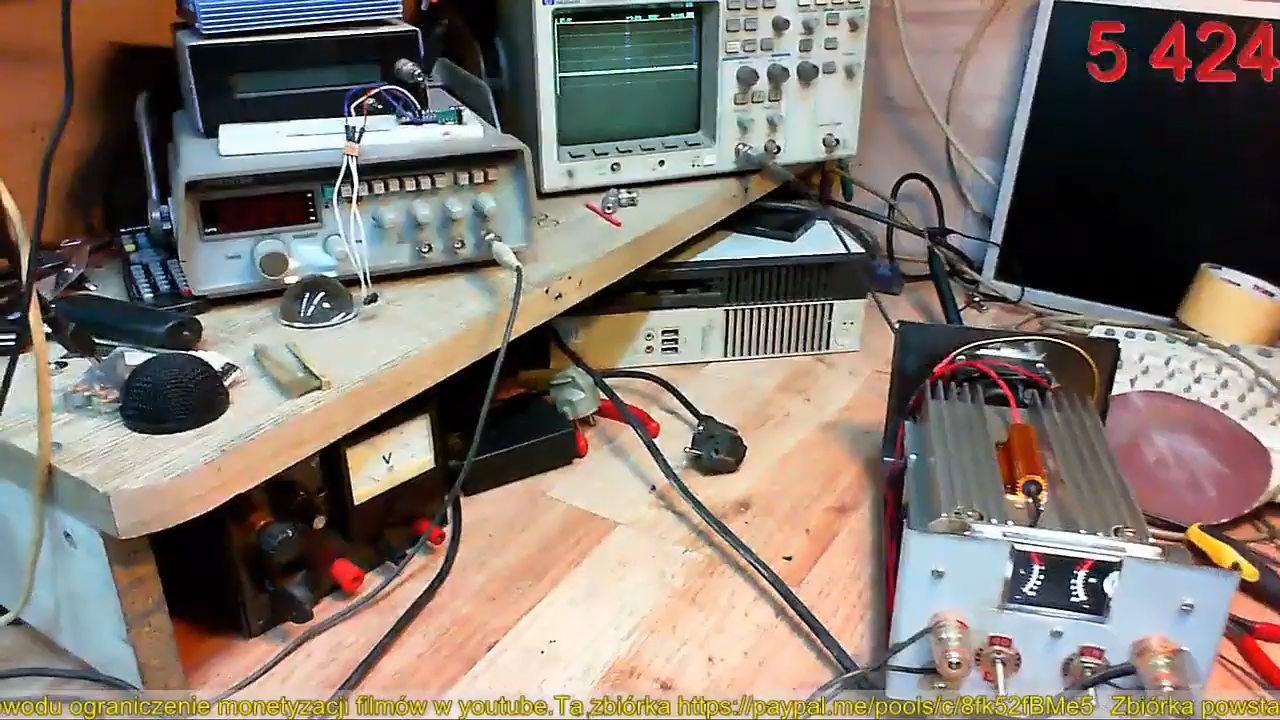 5 424
V
owodu ograniczenie monetyzacji filmów w youtube.Ta zbiórka https://paypal.me/pools/c/8fk52fBMe5 Zbiórka powsta